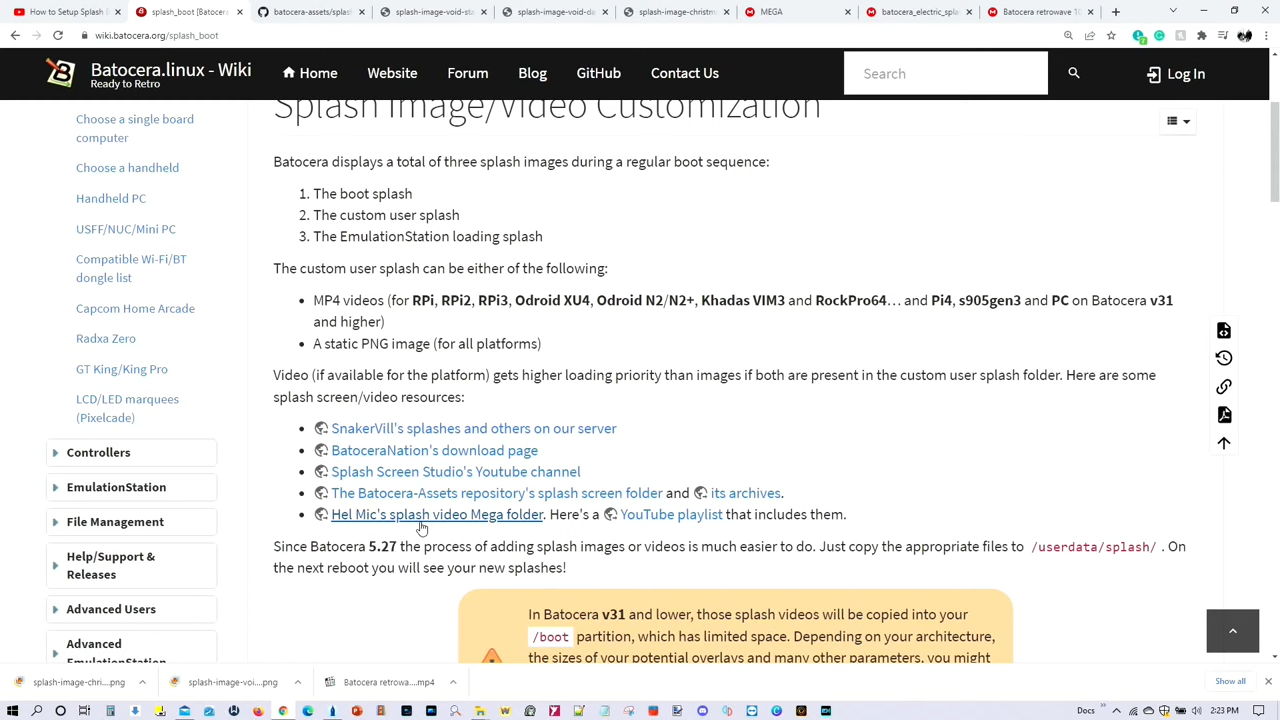 How to Setup Splash
splash_boot [Batocera
batocera-assets/splas
splash-image-void-sta
splash-image-void-da
splash-image-christm
MEGA
batocera_electric_spl
Batocera retrowave 10
wiki.batocera.org/splash_boot
Batocera.linux - Wiki
Ready to Retro
Home
Website
Forum
Blog
GitHub
Contact Us
Search
Log In
Choose a single board
computer
Choose a handheld
Handheld PC
USFF/NUC/Mini PC
Compatible Wi-Fi/BT
dongle list
Capcom Home Arcade
Radxa Zero
GT King/King Pro
LCD/LED marquees
(Pixelcade)
Controllers
EmulationStation
File Management
Help/Support &
Releases
Advanced Users
Advanced
EmulationStation
Splash Image/Video Customization
Batocera displays a total of three splash images during a regular boot sequence:
1. The boot splash
2. The custom user splash
3. The EmulationStation loading splash
The custom user splash can be either of the following:
• MP4 videos (for RPi, RPi2, RPi3, Odroid XU4, Odroid N2/N2+, Khadas VIM3 and RockPro64… and Pi4, s905gen3 and PC on Batocera v31
and higher)
• A static PNG image (for all platforms)
Video (if available for the platform) gets higher loading priority than images if both are present in the custom user splash folder. Here are some
splash screen/video resources:
• SnakerVill's splashes and others on our server
• BatoceraNation's download page
• Splash Screen Studio's Youtube channel
• The Batocera-Assets repository's splash screen folder and its archives.
• Hel Mic's splash video Mega folder. Here's a YouTube playlist that includes them.
Since Batocera 5.27 the process of adding splash images or videos is much easier to do. Just copy the appropriate files to /userdata/splash/ . On
the next reboot you will see your new splashes!
In Batocera v31 and lower, those splash videos will be copied into your
/boot partition, which has limited space. Depending on your architecture,
the sizes of your potential overlays and many other parameters, you might
splash-image-chri....png
splash-image-voi....png
Batocera retrowa....mp4
Show all
Docs
2:23 PM